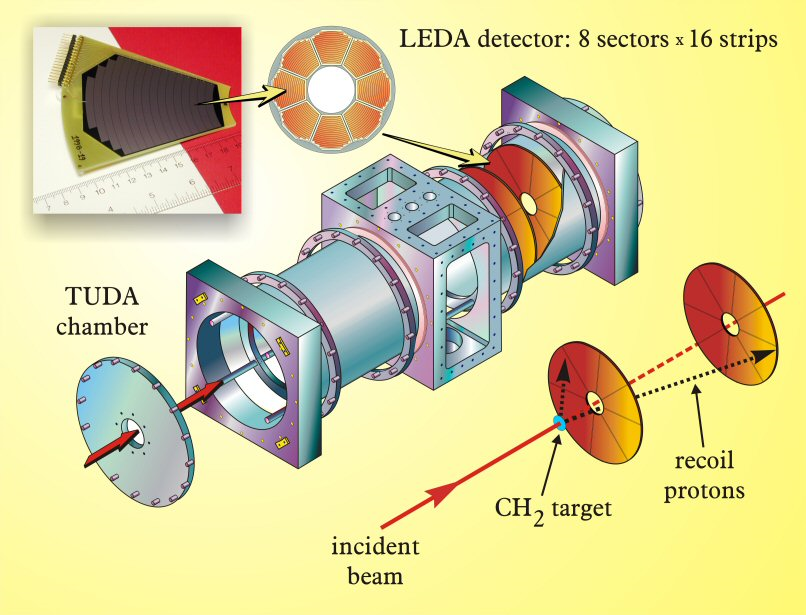 LEDA detector: 8 sectors x 16 strips
TUDA
chamber
recoil
protons
CH2 target
incident
beam